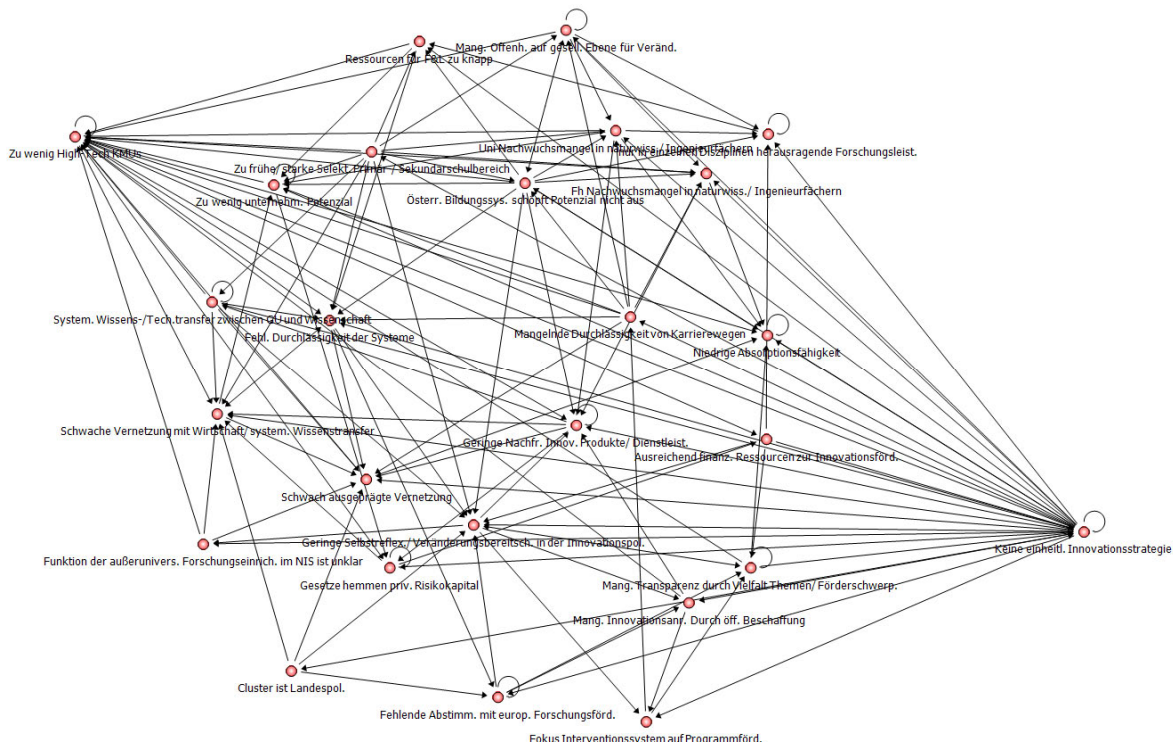 Mang. Offenh. auf gesell. Ebene für Veränd.
Ressourcen für F&E zu knapp
Zu wenig High-Tech KMUs
Uni Nachwuchsmangel in naturwiss./ Ingenieurfächern
nur in einzelnen Disziplinen herausragende Forschungsleist.
Zu frühe/ starke Selekt. Primar / Sekundarschulbereich
Fh Nachwuchsmangel in naturwiss./ Ingenieurfächern
Zu wenig unternehm. Potenzial
Österr. Bildungssys. schöpft Potenzial nicht aus
System. Wissens-/Tech.transfer zwischen GU und Wissenschaft
Fehl. Durchlässigkeit der Systeme
Mangelnde Durchlässigkeit von Karrierewegen
Niedrige Absorptionsfähigkeit
Schwache Vernetzung mit Wirtschaft/ system. Wissenstransfer
Geringe Nachfr. Innov. Produkte/ Dienstleist.
Ausreichend finanz. Ressourcen zur Innovationsförd.
Schwach ausgeprägte Vernetzung
Geringe Selbstreflex./ Veränderungsbereitsch. in der Innovationspol.
Keine einheitl. Innovationsstrategie
Funktion der außerunivers. Forschungseinrich. im NIS ist unklar
Gesetze hemmen priv. Risikokapital
Mang. Transparenz durch Vielfalt Themen/ Förderschwerp.
Mang. Innovationsanr. Durch öff. Beschaffung
Cluster ist Landespol.
Fehlende Abstimm. mit europ. Forschungsförd.
Fokus Interventionssystem auf Programmförd.